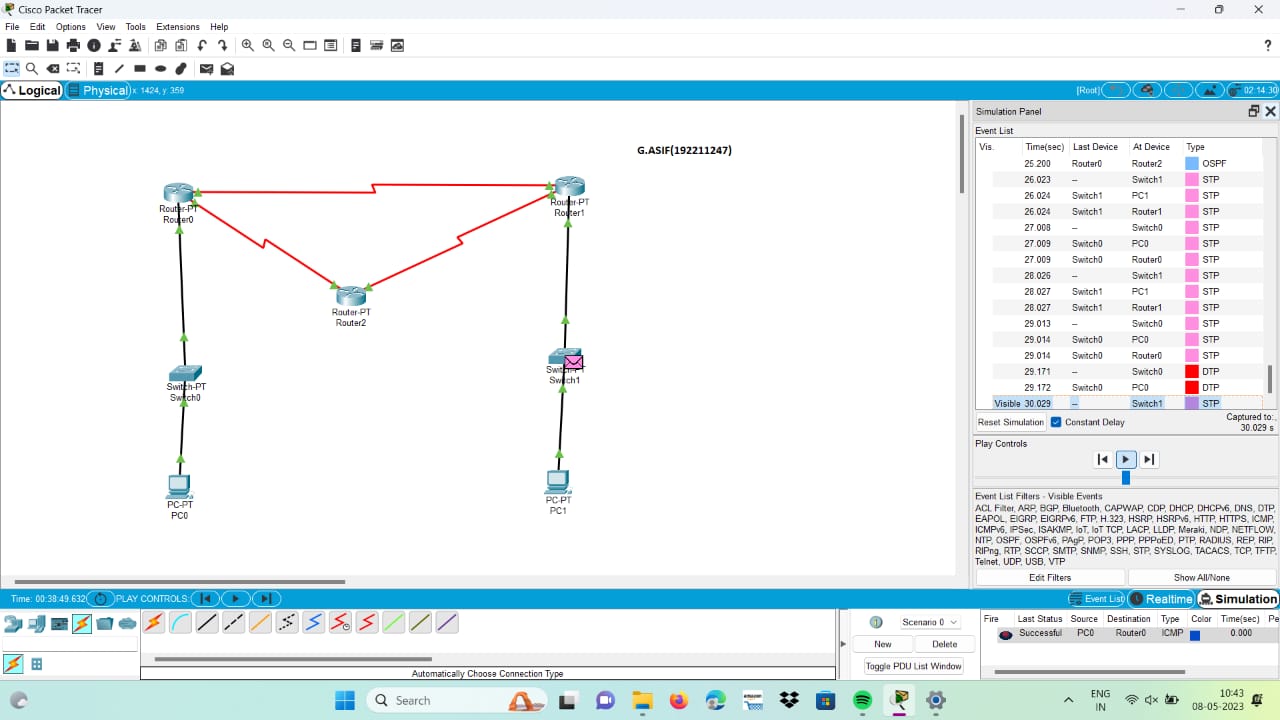 Cisco Packet Tracer
File Edit Options View Tools Extensions Help
?
Logical Physical x: 1424, y: 359 [Root] 02:14:30
G.ASIF(192211247)
Router-PT
Router0
Router-PT
Router1
Router-PT
Router2
Switch-PT
Switch0
Switch-PT
Switch1
PC-PT
PC0
PC-PT
PC1
Simulation Panel
Event List
Vis. Time(sec) Last Device At Device Type
25.200 Router0 Router2 OSPF
26.023 -- Switch1 STP
26.024 Switch1 PC1 STP
26.024 Switch1 Router1 STP
27.008 -- Switch0 STP
27.009 Switch0 PC0 STP
27.009 Switch0 Router0 STP
28.026 -- Switch1 STP
28.027 Switch1 PC1 STP
28.027 Switch1 Router1 STP
29.013 -- Switch0 STP
29.014 Switch0 PC0 STP
29.014 Switch0 Router0 STP
29.171 -- Switch0 DTP
29.172 Switch0 PC0 DTP
Visible 30.029 -- Switch1 STP
Reset Simulation Constant Delay Captured to:
30.029 s
Play Controls
Event List Filters - Visible Events
ACL Filter, ARP, BGP, Bluetooth, CAPWAP, CDP, DHCP, DHCPv6, DNS, DTP,
EAPOL, EIGRP, EIGRPv6, FTP, H.323, HSRP, HSRPv6, HTTP, HTTPS, ICMP,
ICMPv6, IPSec, ISAKMP, IoT, IoT TCP, LACP, LLDP, Meraki, NDP, NETFLOW,
NTP, OSPF, OSPFv6, PAgP, POP3, PPP, PPPoED, PTP, RADIUS, REP, RIP,
RIPng, RTP, SCCP, SMTP, SNMP, SSH, STP, SYSLOG, TACACS, TCP, TFTP,
Telnet, UDP, USB, VTP
Edit Filters Show All/None
Time: 00:38:49.632 PLAY CONTROLS: Event List Realtime Simulation
Scenario 0
New Delete
Toggle PDU List Window
Fire Last Status Source Destination Type Color Time(sec) Pe
Successful PC0 Router0 ICMP 0.000
Automatically Choose Connection Type
Search
ENG
IN
10:43
08-05-2023